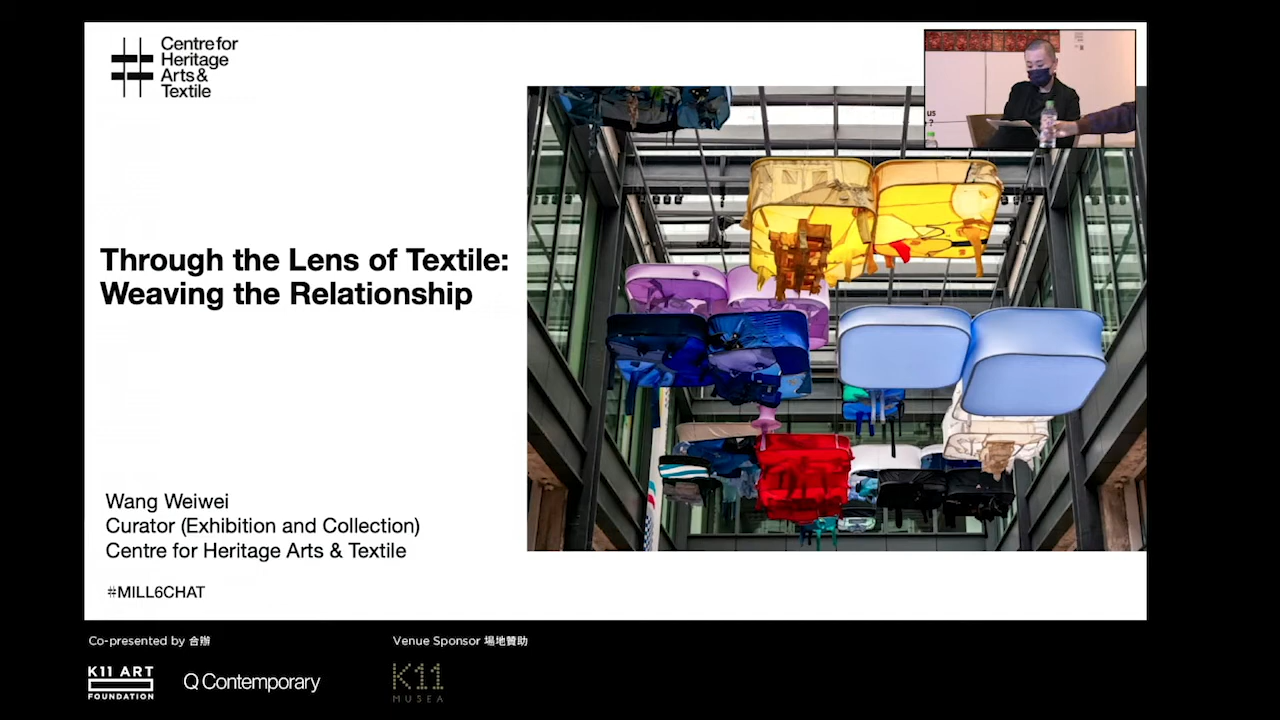 Centre for
Heritage
Arts &
Textile
us
?
Through the Lens of Textile:
Weaving the Relationship
Wang Weiwei
Curator (Exhibition and Collection)
Centre for Heritage Arts & Textile
#MILL6CHAT
Co-presented by 合辦
Venue Sponsor 場地贊助
K11 ART
FOUNDATION
Q Contemporary
K11
MUSEA